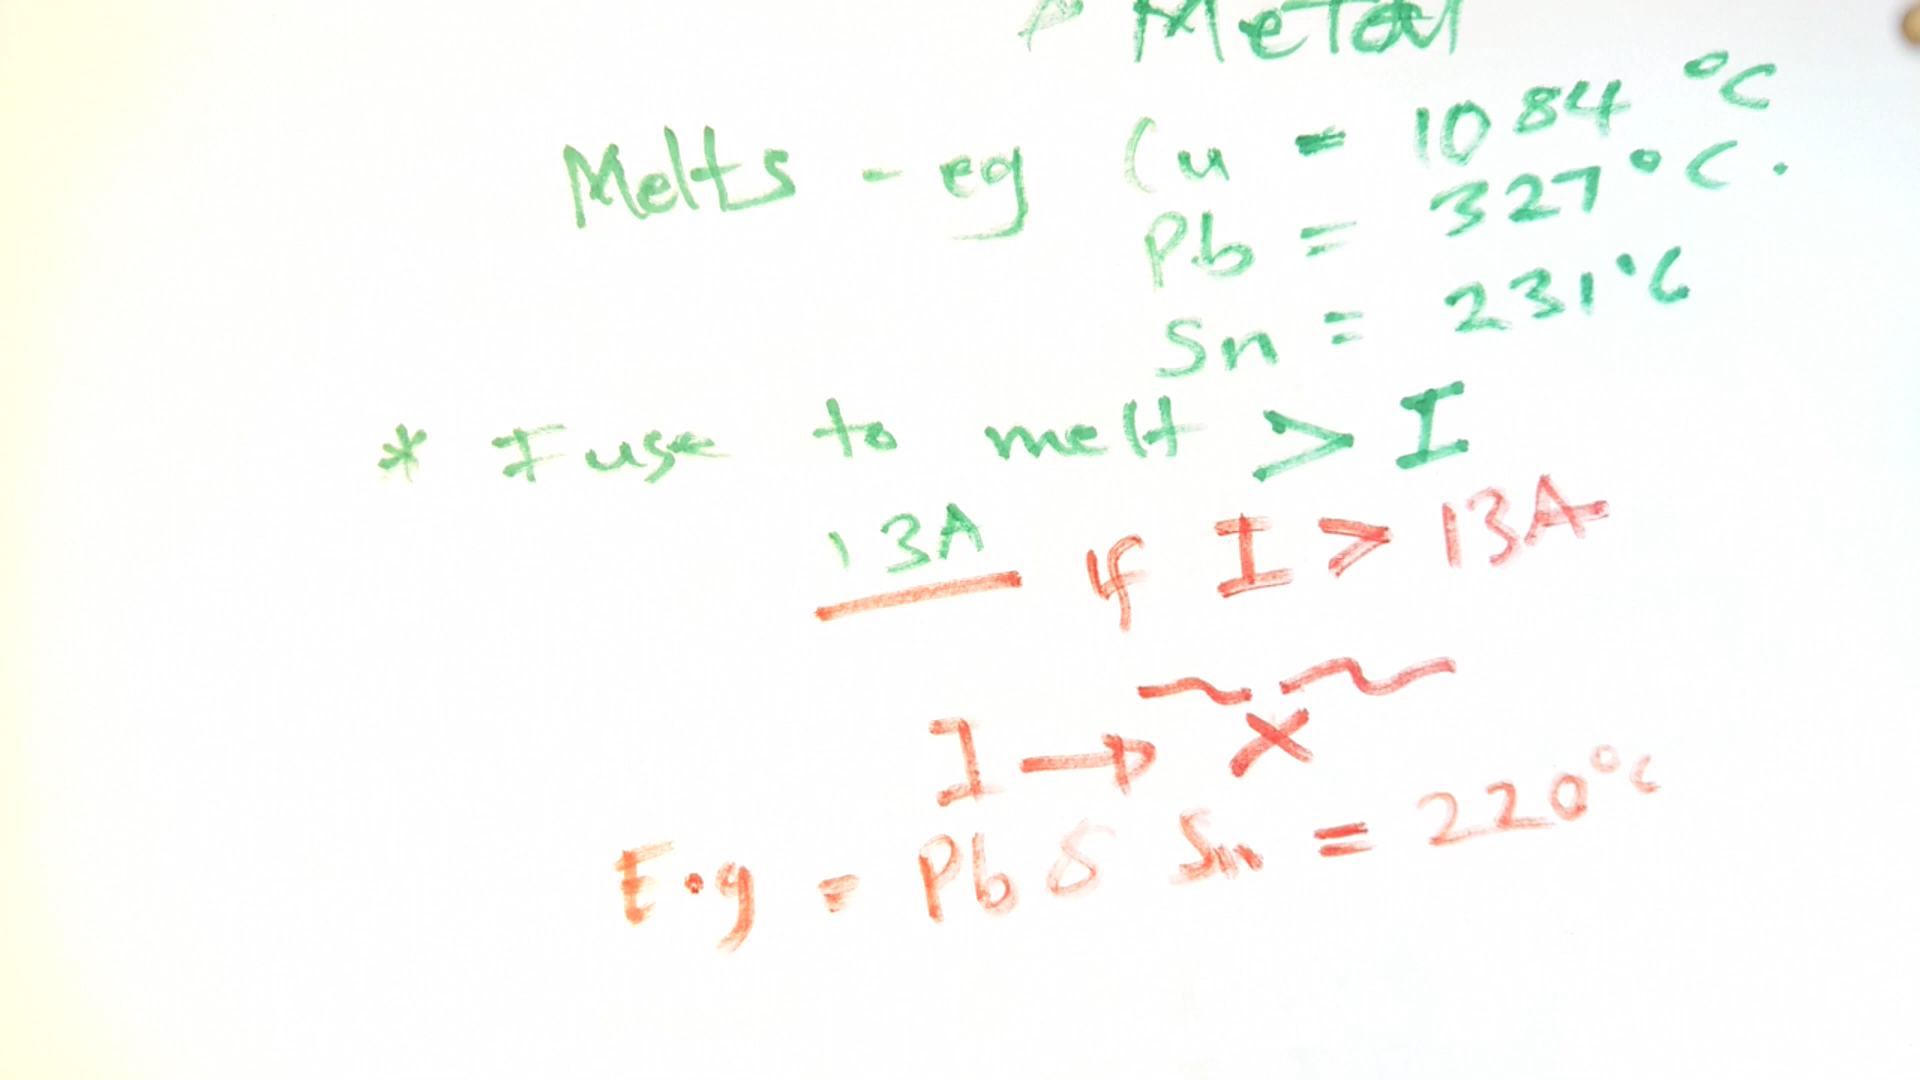 Metal
Melts - eg Cu = 1084 °C
Pb = 327°C.
Sn = 231°C
* Fuse to melt > I
13A if I > 13A
I → X
E.g = Pb & Sn = 220°C